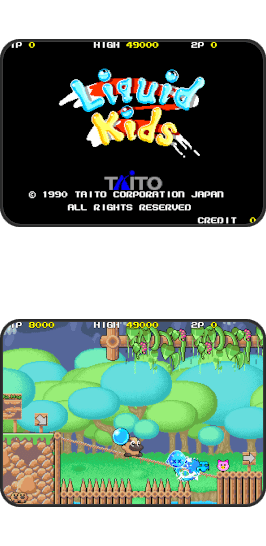 1P 0 HIGH 49000 2P 0
Liquid
Kids
TAITO
© 1990 TAITO CORPORATION JAPAN
ALL RIGHTS RESERVED
CREDIT 0
1P 8000 HIGH 49000 2P 0